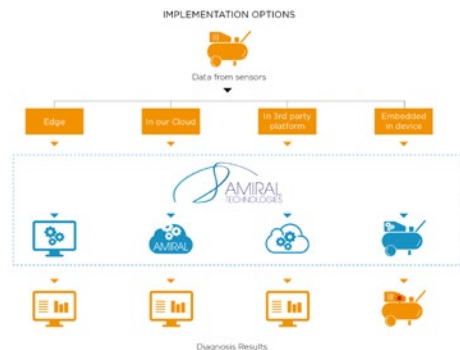 IMPLEMENTATION OPTIONS
Data from sensors
Edge
In our Cloud
In 3rd party
platform
Embedded
in device
AMIRAL
TECHNOLOGIES
AMIRAL
Diagnosis Results